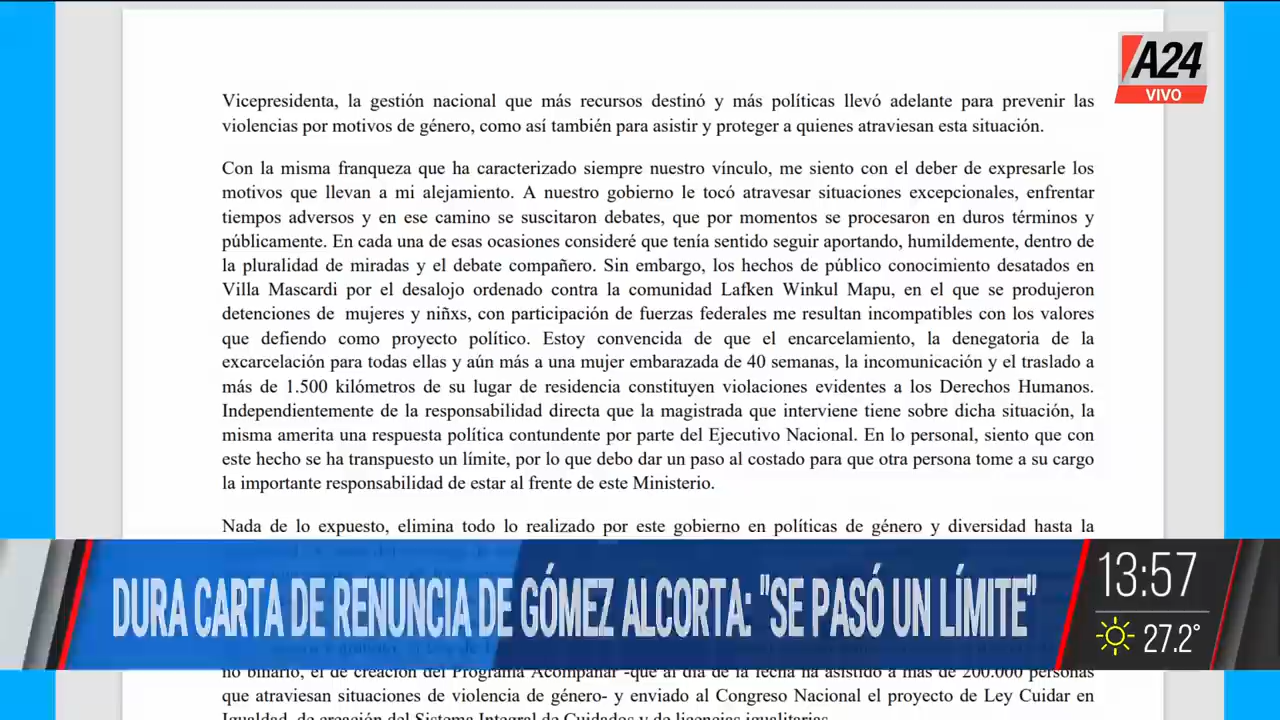 A24
VIVO
Vicepresidenta, la gestión nacional que más recursos destinó y más políticas llevó adelante para prevenir las
violencias por motivos de género, como así también para asistir y proteger a quienes atraviesan esta situación.
Con la misma franqueza que ha caracterizado siempre nuestro vínculo, me siento con el deber de expresarle los
motivos que llevan a mi alejamiento. A nuestro gobierno le tocó atravesar situaciones excepcionales, enfrentar
tiempos adversos y en ese camino se suscitaron debates, que por momentos se procesaron en duros términos y
públicamente. En cada una de esas ocasiones consideré que tenía sentido seguir aportando, humildemente, dentro de
la pluralidad de miradas y el debate compañero. Sin embargo, los hechos de público conocimiento desatados en
Villa Mascardi por el desalojo ordenado contra la comunidad Lafken Winkul Mapu, en el que se produjeron
detenciones de mujeres y niñxs, con participación de fuerzas federales me resultan incompatibles con los valores
que defiendo como proyecto político. Estoy convencida de que el encarcelamiento, la denegatoria de la
excarcelación para todas ellas y aún más a una mujer embarazada de 40 semanas, la incomunicación y el traslado a
más de 1.500 kilómetros de su lugar de residencia constituyen violaciones evidentes a los Derechos Humanos.
Independientemente de la responsabilidad directa que la magistrada que interviene tiene sobre dicha situación, la
misma amerita una respuesta política contundente por parte del Ejecutivo Nacional. En lo personal, siento que con
este hecho se ha transpuesto un límite, por lo que debo dar un paso al costado para que otra persona tome a su cargo
la importante responsabilidad de estar al frente de este Ministerio.
Nada de lo expuesto, elimina todo lo realizado por este gobierno en políticas de género y diversidad hasta la
DURA CARTA DE RENUNCIA DE GÓMEZ ALCORTA: "SE PASÓ UN LÍMITE"
13:57
27.2°
no binario, el de creación del Programa Acompañar -que al día de la fecha ha asistido a más de 200.000 personas
que atraviesan situaciones de violencia de género- y enviado al Congreso Nacional el proyecto de Ley Cuidar en
Igualdad, de creación del Sistema Integral de Cuidados y de licencias igualitarias.